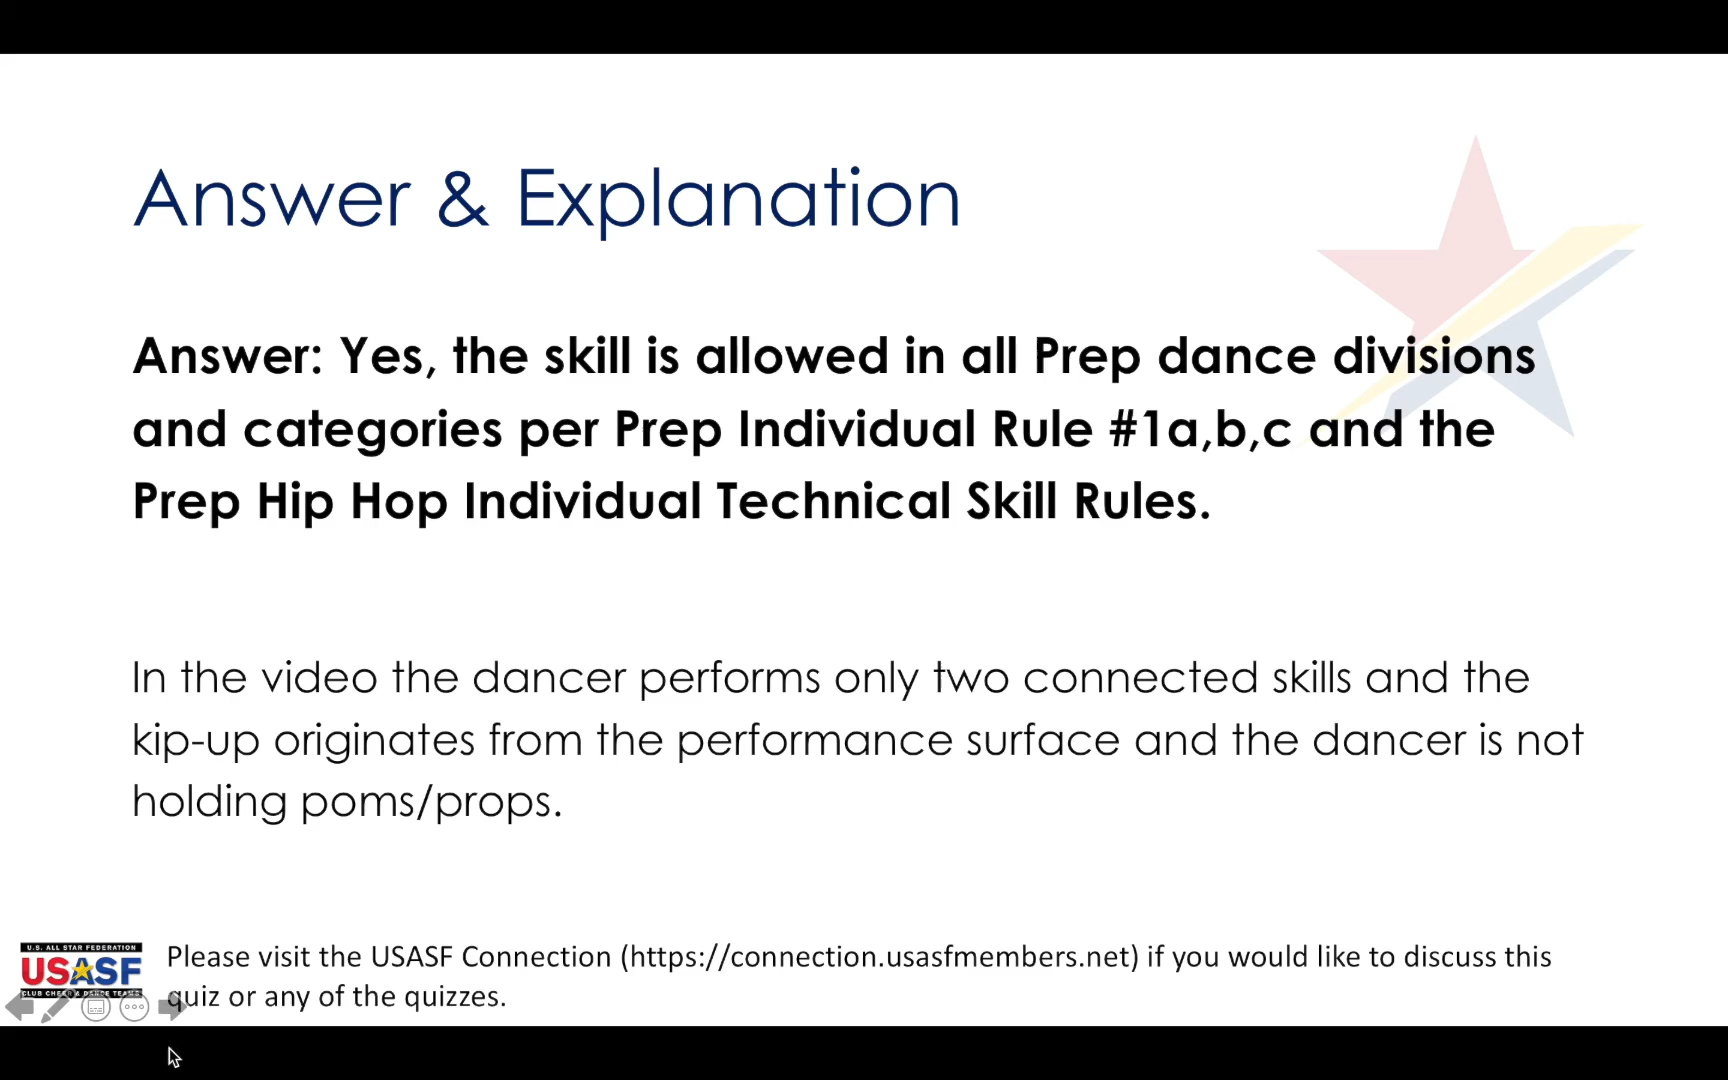 Answer & Explanation
Answer: Yes, the skill is allowed in all Prep dance divisions
and categories per Prep Individual Rule #1a,b,c and the
Prep Hip Hop Individual Technical Skill Rules.
In the video the dancer performs only two connected skills and the
kip-up originates from the performance surface and the dancer is not
holding poms/props.
U.S. ALL STAR FEDERATION
USASF
CLUB CHEER & DANCE TEAMS
Please visit the USASF Connection (https://connection.usasfmembers.net) if you would like to discuss this
quiz or any of the quizzes.